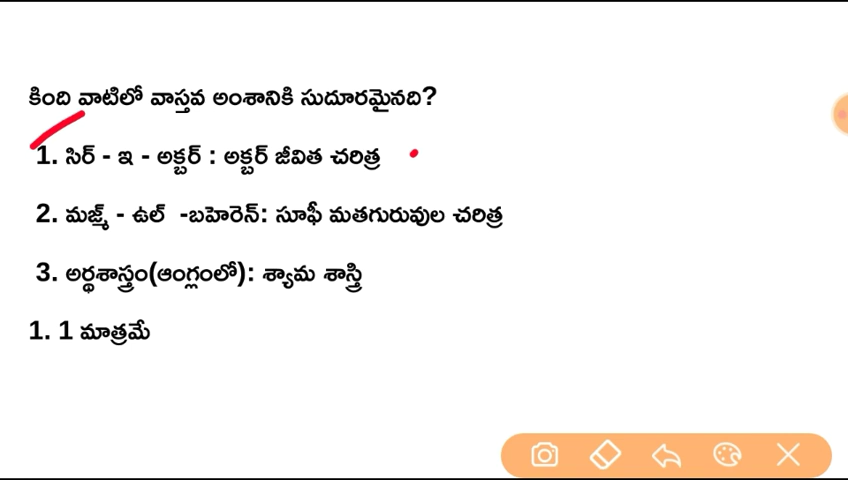 కింది వాటిలో వాస్తవ అంశానికి సుదూరమైనది?
1. సిర్ - ఇ - అక్బర్ : అక్బర్ జీవిత చరిత్ర
2. మజ్మ్ - ఉల్ -బహెరెన్: సూఫీ మతగురువుల చరిత్ర
3. అర్థశాస్త్రం(ఆంగ్లంలో): శ్యామ శాస్త్రి
1. 1 మాత్రమే